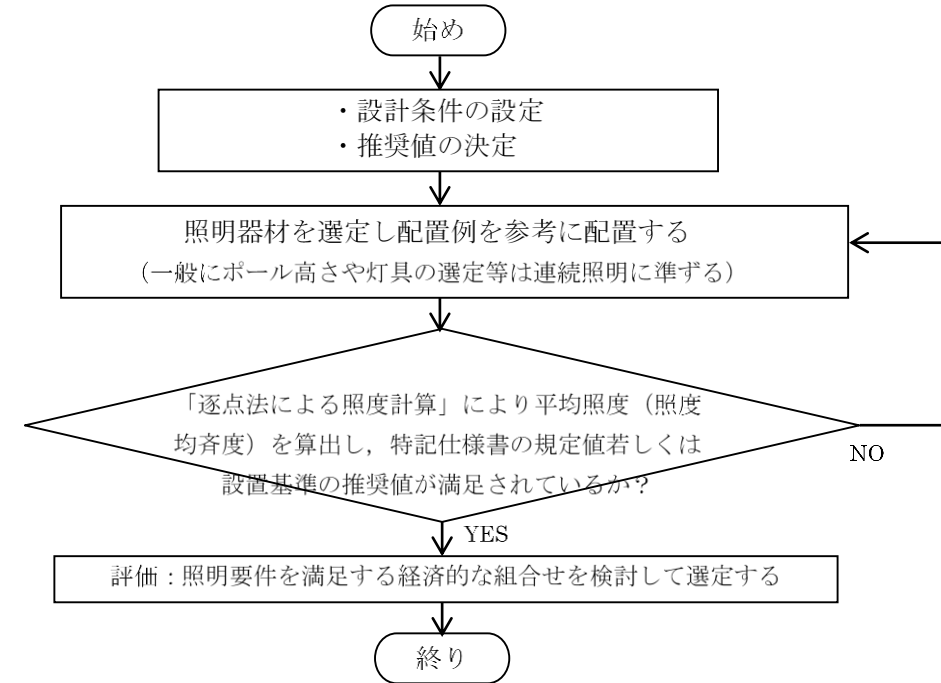 始め
・設計条件の設定
・推奨値の決定
照明器材を選定し配置例を参考に配置する
（一般にポール高さや灯具の選定等は連続照明に準ずる）
「逐点法による照度計算」により平均照度（照度
均斉度）を算出し，特記仕様書の規定値若しくは
設置基準の推奨値が満足されているか？
NO
YES
評価：照明要件を満足する経済的な組合せを検討して選定する
終り